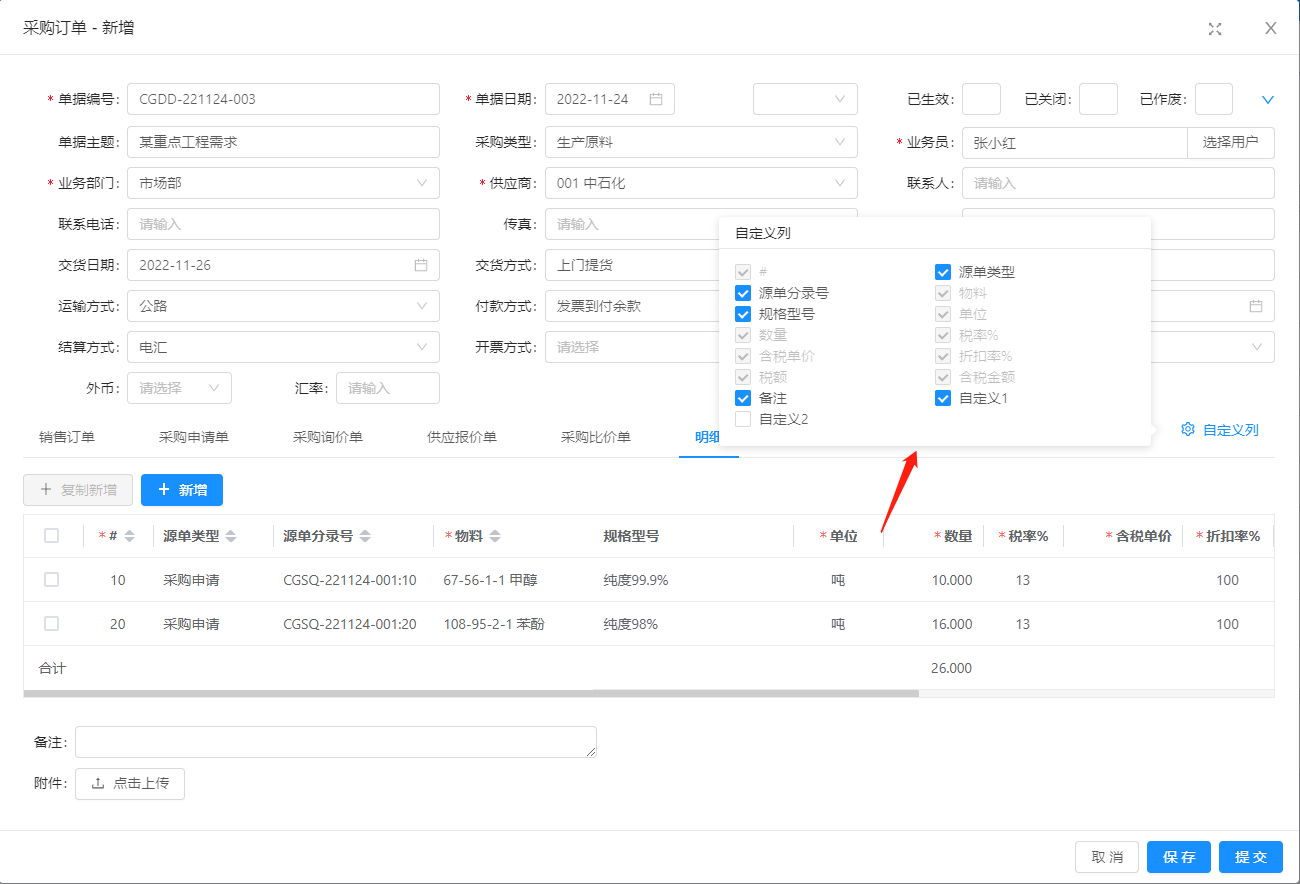 采购订单 - 新增
* 单据编号: CGDD-221124-003 * 单据日期: 2022-11-24 已生效: 已关闭: 已作废:
单据主题: 某重点工程需求 采购类型: 生产原料 * 业务员: 张小红 选择用户
* 业务部门: 市场部 * 供应商: 001 中石化 联系人: 请输入
联系电话: 请输入 传真: 请输入
交货日期: 2022-11-26 交货方式: 上门提货
运输方式: 公路 付款方式: 发票到付余款
结算方式: 电汇 开票方式: 请选择
外币: 请选择 汇率: 请输入
自定义列
# 源单类型
源单分录号 物料
规格型号 单位
数量 税率%
含税单价 折扣率%
税额 含税金额
备注 自定义1
自定义2
销售订单 采购申请单 采购询价单 供应报价单 采购比价单 明细 自定义列
+ 复制新增 + 新增
* # 源单类型 源单分录号 * 物料 规格型号 * 单位 * 数量 * 税率% * 含税单价 * 折扣率%
10 采购申请 CGSQ-221124-001:10 67-56-1-1 甲醇 纯度99.9% 吨 10.000 13 100
20 采购申请 CGSQ-221124-001:20 108-95-2-1 苯酚 纯度98% 吨 16.000 13 100
合计 26.000
备注:
附件: 点击上传
取消 保存 提交